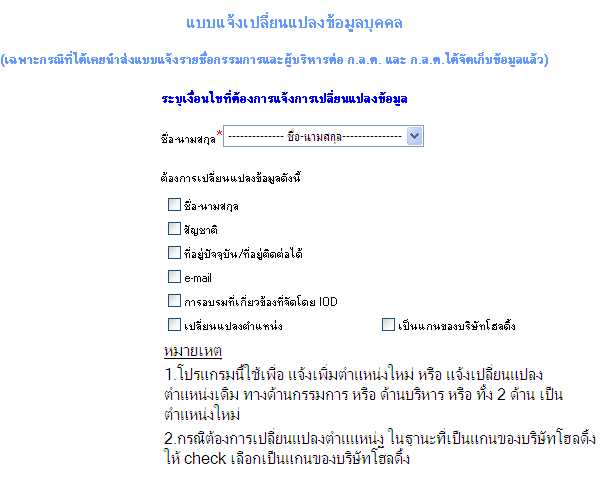 แบบแจ้งเปลี่ยนแปลงข้อมูลบุคคล
(เฉพาะกรณีที่ได้เคยนำส่งแบบแจ้งรายชื่อกรรมการและผู้บริหารต่อ ก.ล.ต. และ ก.ล.ต.ได้จัดเก็บข้อมูลแล้ว)
ระบุเงื่อนไขที่ต้องการแจ้งการเปลี่ยนแปลงข้อมูล
ชื่อ-นามสกุล* -------------- ชื่อ-นามสกุล---------------
ต้องการเปลี่ยนแปลงข้อมูลดังนี้
ชื่อ-นามสกุล
สัญชาติ
ที่อยู่ปัจจุบัน/ที่อยู่ติดต่อได้
e-mail
การอบรมที่เกี่ยวข้องที่จัดโดย IOD
เปลี่ยนแปลงตำแหน่ง เป็นแกนของบริษัทโฮลดิ้ง
หมายเหตุ
1.โปรแกรมนี้ใช้เพื่อ แจ้งเพิ่มตำแหน่งใหม่ หรือ แจ้งเปลี่ยนแปลง
ตำแหน่งเดิม ทางด้านกรรมการ หรือ ด้านบริหาร หรือ ทั้ง 2 ด้าน เป็น
ตำแหน่งใหม่
2.กรณีต้องการเปลี่ยนแปลงตำแแหน่งฏ ในฐานะที่เป็นแกนของบริษัทโฮลดิ้ง
ให้ check เลือกเป็นแกนของบริษัทโฮลดิ้ง